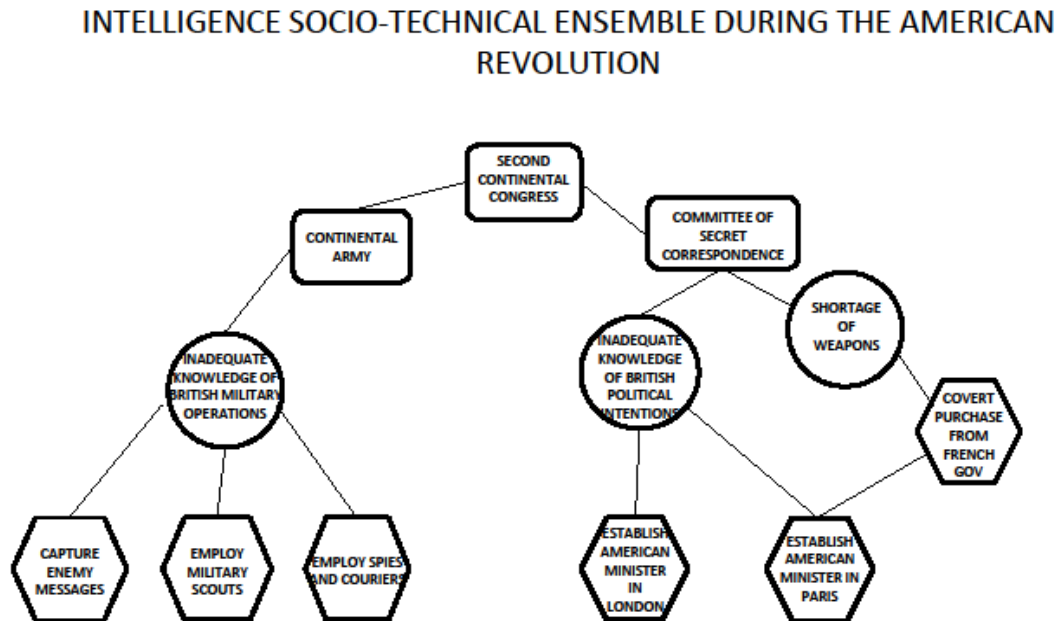 INTELLIGENCE SOCIO-TECHNICAL ENSEMBLE DURING THE AMERICAN
REVOLUTION
SECOND
CONTINENTAL
CONGRESS
CONTINENTAL
ARMY
COMMITTEE OF
SECRET
CORRESPONDENCE
INADEQUATE
KNOWLEDGE OF
BRITISH MILITARY
OPERATIONS
INADEQUATE
KNOWLEDGE
OF BRITISH
POLITICAL
INTENTIONS
SHORTAGE
OF
WEAPONS
COVERT
PURCHASE
FROM
FRENCH
GOV
CAPTURE
ENEMY
MESSAGES
EMPLOY
MILITARY
SCOUTS
EMPLOY SPIES
AND COURIERS
ESTABLISH
AMERICAN
MINISTER
IN
LONDON
ESTABLISH
AMERICAN
MINISTER IN
PARIS